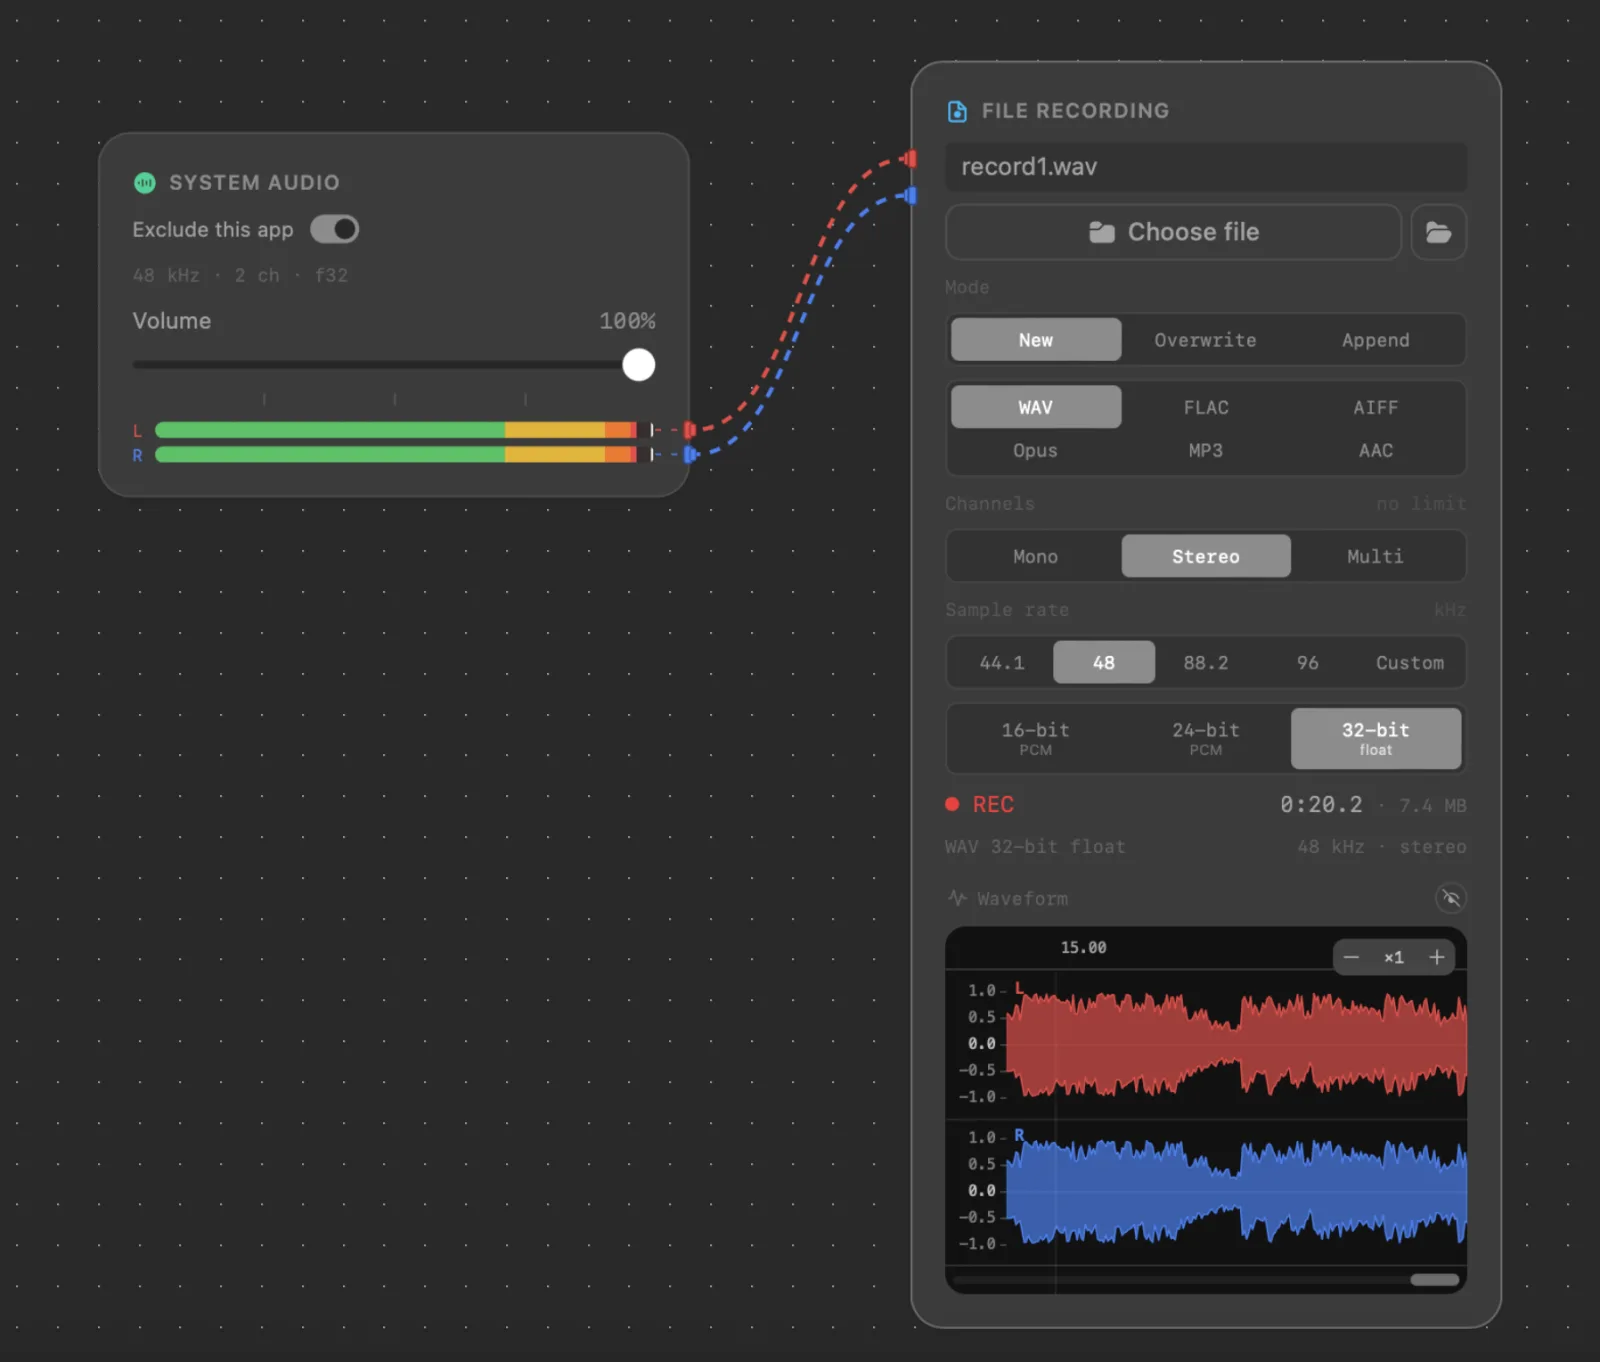 SYSTEM AUDIO
Exclude this app
48 kHz · 2 ch · f32
Volume 100%
L
R
FILE RECORDING
record1.wav
Choose file
Mode
New Overwrite Append
WAV FLAC AIFF
Opus MP3 AAC
Channels no limit
Mono Stereo Multi
Sample rate kHz
44.1 48 88.2 96 Custom
16-bit 24-bit 32-bit
PCM PCM float
REC 0:20.2 · 7.4 MB
WAV 32-bit float 48 kHz · stereo
Waveform
15.00 − ×1 +
1.0 L
0.5
0.0
−0.5
−1.0
1.0 R
0.5
0.0
−0.5
−1.0